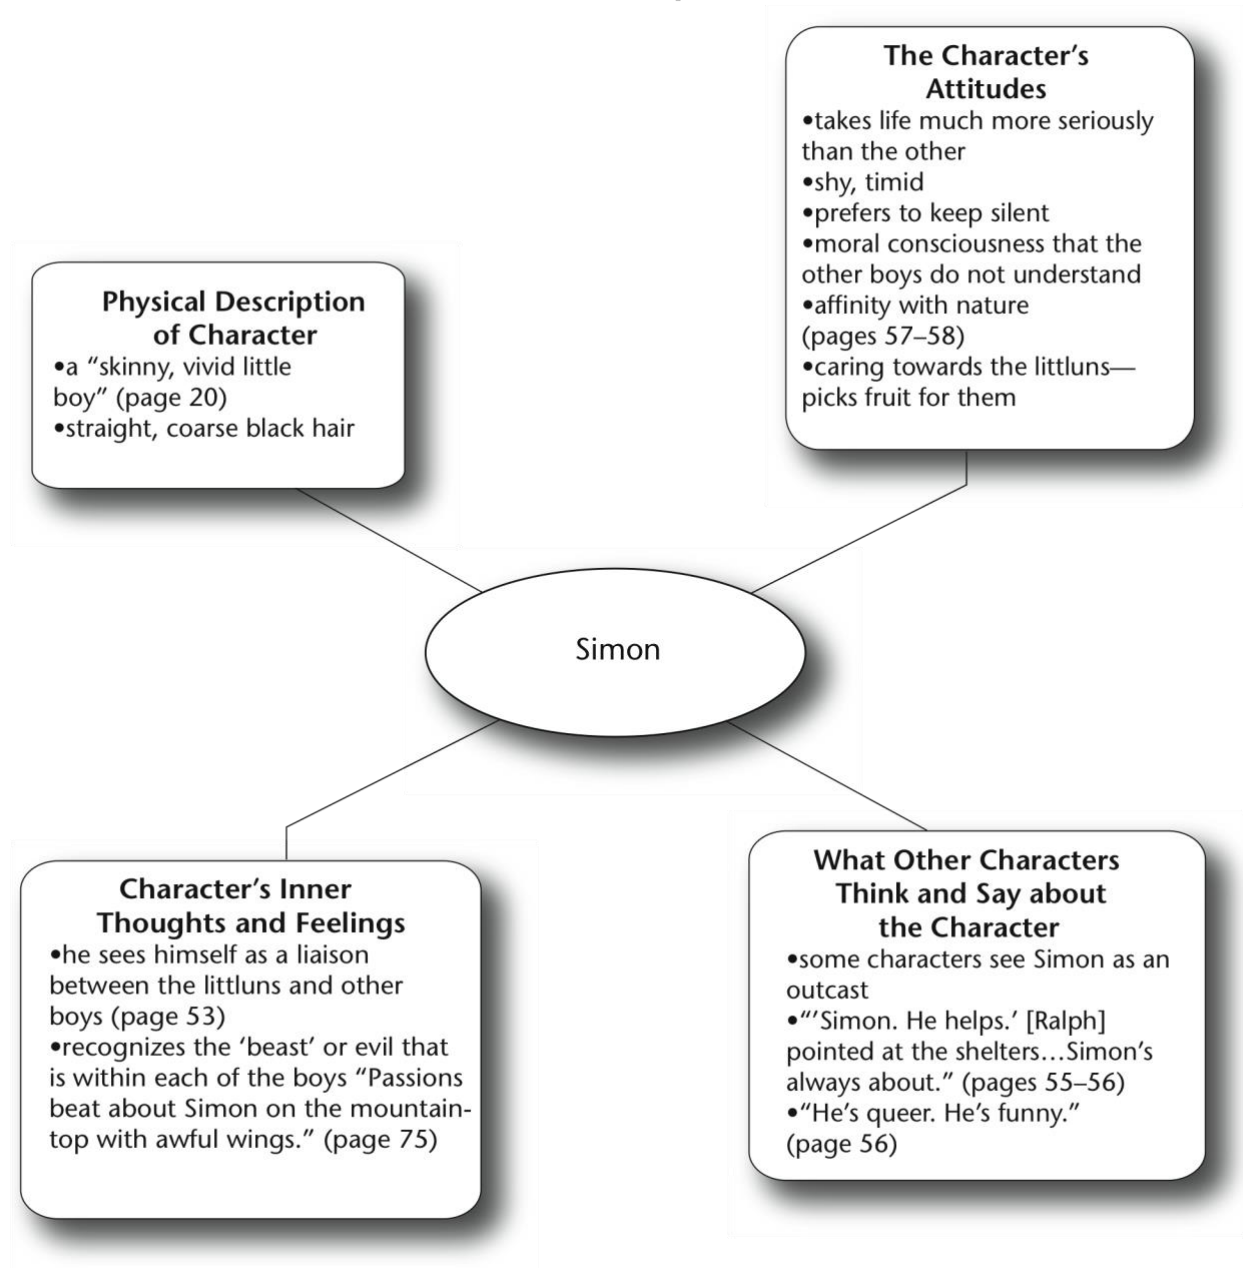 The Character’s
Attitudes
•takes life much more seriously
than the other
•shy, timid
•prefers to keep silent
•moral consciousness that the
other boys do not understand
•affinity with nature
(pages 57–58)
•caring towards the littluns—
picks fruit for them
Physical Description
of Character
•a “skinny, vivid little
boy” (page 20)
•straight, coarse black hair
Simon
Character’s Inner
Thoughts and Feelings
•he sees himself as a liaison
between the littluns and other
boys (page 53)
•recognizes the ‘beast’ or evil that
is within each of the boys “Passions
beat about Simon on the mountain-
top with awful wings.” (page 75)
What Other Characters
Think and Say about
the Character
•some characters see Simon as an
outcast
•“‘Simon. He helps.’ [Ralph]
pointed at the shelters…Simon’s
always about.” (pages 55–56)
•“He’s queer. He’s funny.”
(page 56)